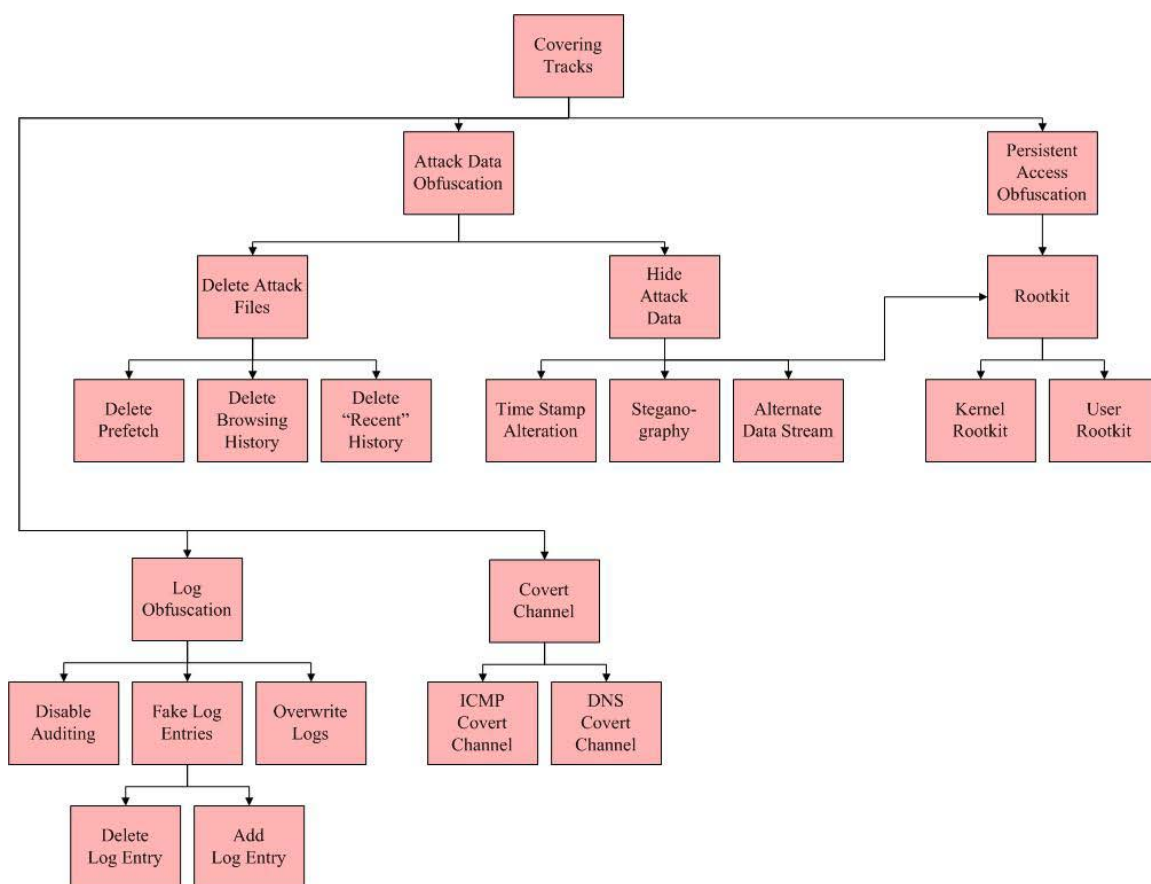 Covering
Tracks
Attack Data
Obfuscation
Persistent
Access
Obfuscation
Delete Attack
Files
Hide
Attack
Data
Rootkit
Delete
Prefetch
Delete
Browsing
History
Delete
“Recent”
History
Time Stamp
Alteration
Stegano-
graphy
Alternate
Data Stream
Kernel
Rootkit
User
Rootkit
Log
Obfuscation
Covert
Channel
Disable
Auditing
Fake Log
Entries
Overwrite
Logs
ICMP
Covert
Channel
DNS
Covert
Channel
Delete
Log Entry
Add
Log Entry